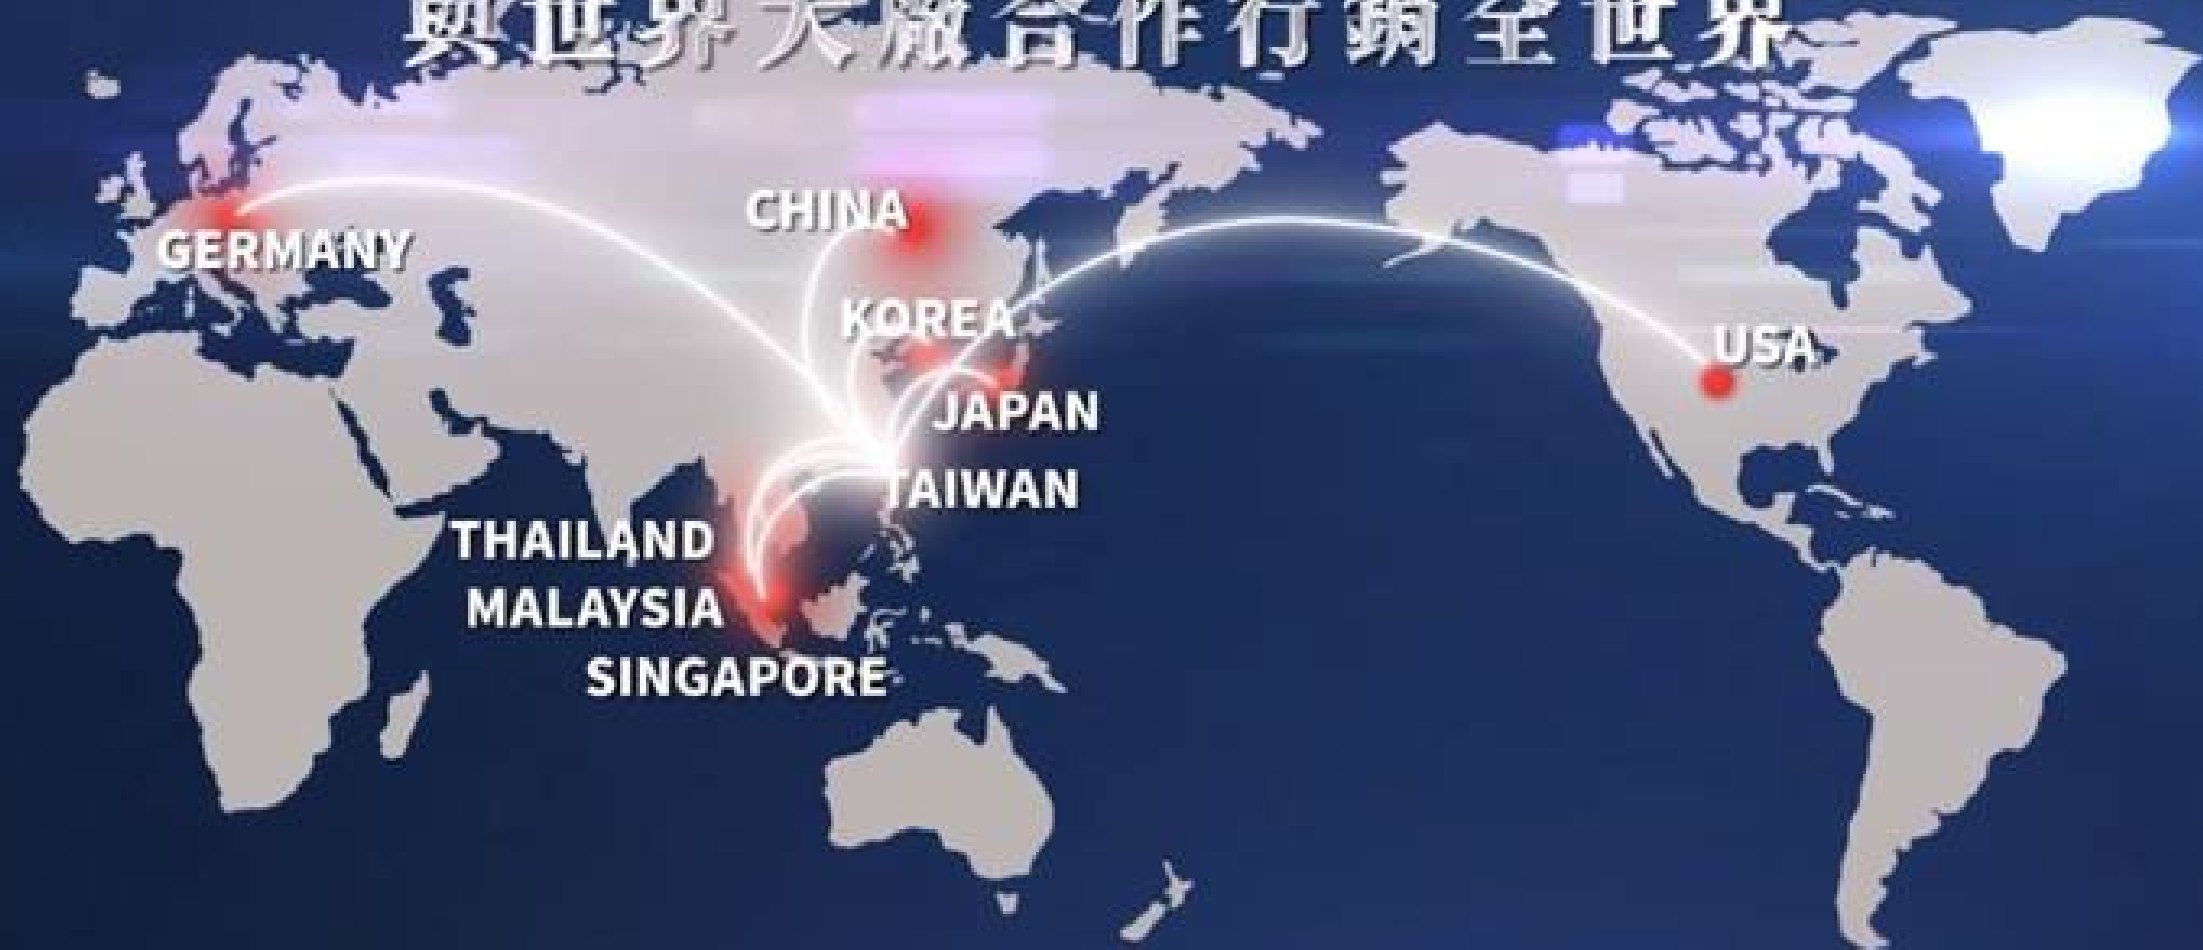 與世界大廠合作行銷全世界
CHINA
GERMANY
KOREA
USA
JAPAN
TAIWAN
THAILAND
MALAYSIA
SINGAPORE